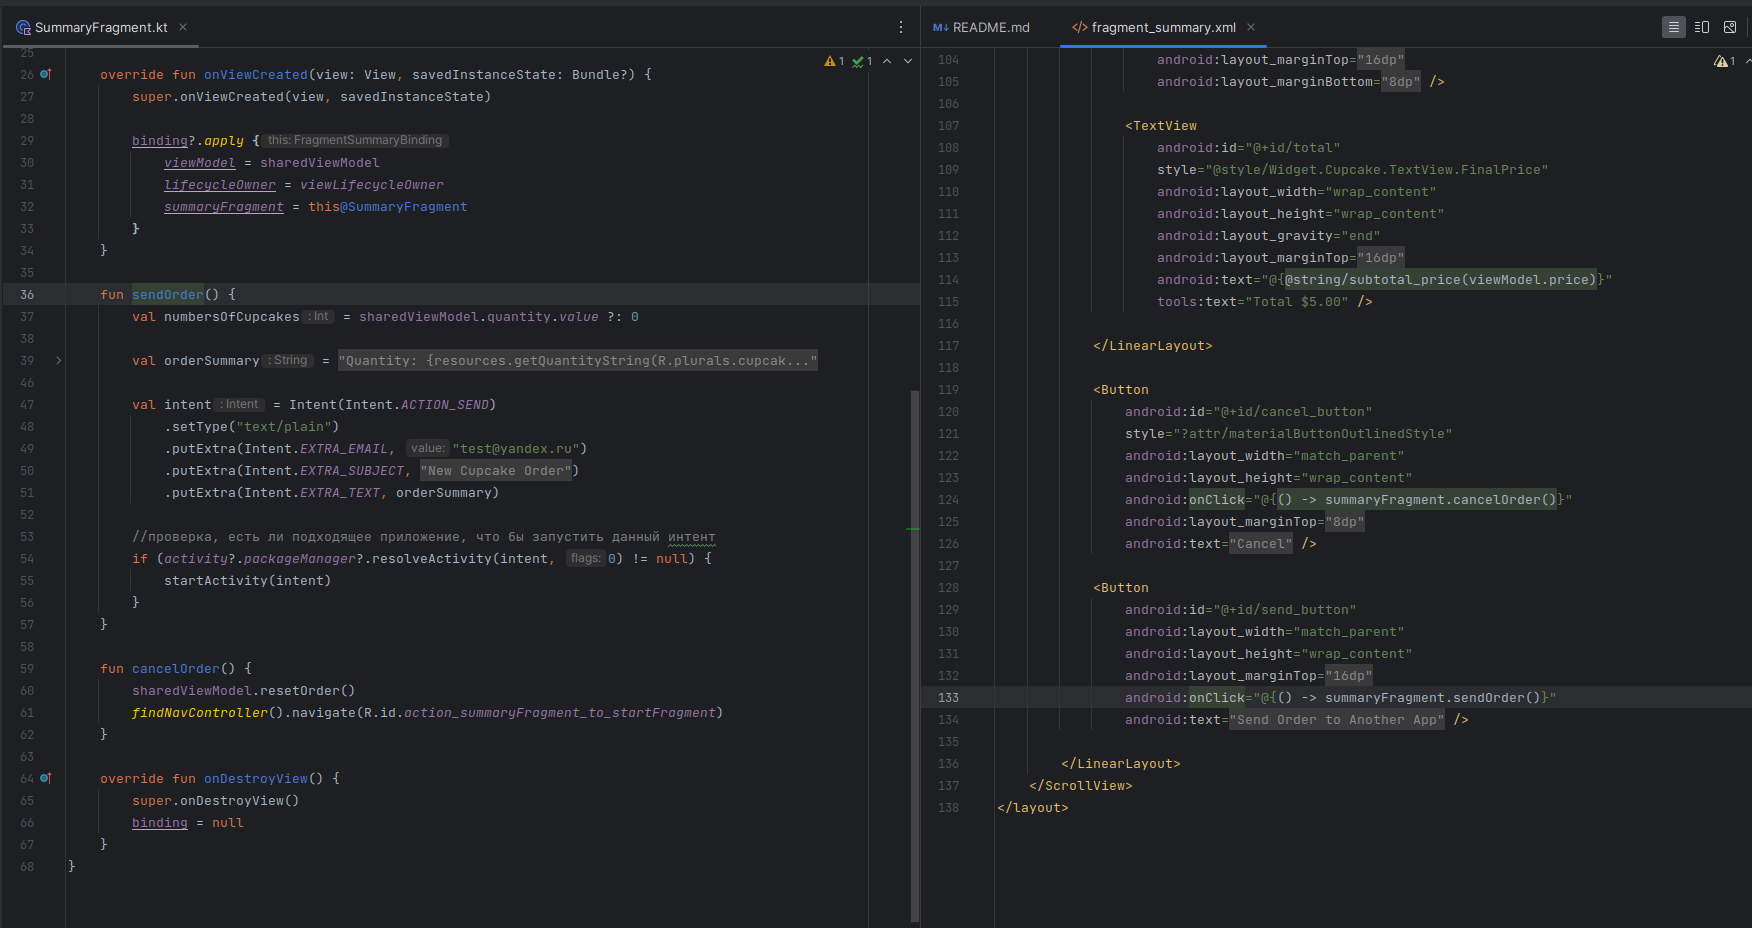 SummaryFragment.kt
25
26 override fun onViewCreated(view: View, savedInstanceState: Bundle?) {
27 super.onViewCreated(view, savedInstanceState)
28
29 binding?.apply { this: FragmentSummaryBinding
30 viewModel = sharedViewModel
31 lifecycleOwner = viewLifecycleOwner
32 summaryFragment = this@SummaryFragment
33 }
34 }
35
36 fun sendOrder() {
37 val numbersOfCupcakes : Int = sharedViewModel.quantity.value ?: 0
38
39 val orderSummary : String = "Quantity: {resources.getQuantityString(R.plurals.cupcak..."
46
47 val intent : Intent = Intent(Intent.ACTION_SEND)
48 .setType("text/plain")
49 .putExtra(Intent.EXTRA_EMAIL, value: "test@yandex.ru")
50 .putExtra(Intent.EXTRA_SUBJECT, "New Cupcake Order")
51 .putExtra(Intent.EXTRA_TEXT, orderSummary)
52
53 //проверка, есть ли подходящее приложение, что бы запустить данный интент
54 if (activity?.packageManager?.resolveActivity(intent, flags: 0) != null) {
55 startActivity(intent)
56 }
57 }
58
59 fun cancelOrder() {
60 sharedViewModel.resetOrder()
61 findNavController().navigate(R.id.action_summaryFragment_to_startFragment)
62 }
63
64 override fun onDestroyView() {
65 super.onDestroyView()
66 binding = null
67 }
68 }
1 1
README.md fragment_summary.xml
1
104 android:layout_marginTop="16dp"
105 android:layout_marginBottom="8dp" />
106
107 <TextView
108 android:id="@+id/total"
109 style="@style/Widget.Cupcake.TextView.FinalPrice"
110 android:layout_width="wrap_content"
111 android:layout_height="wrap_content"
112 android:layout_gravity="end"
113 android:layout_marginTop="16dp"
114 android:text="@{@string/subtotal_price(viewModel.price)}"
115 tools:text="Total $5.00" />
116
117 </LinearLayout>
118
119 <Button
120 android:id="@+id/cancel_button"
121 style="?attr/materialButtonOutlinedStyle"
122 android:layout_width="match_parent"
123 android:layout_height="wrap_content"
124 android:onClick="@{() -> summaryFragment.cancelOrder()}"
125 android:layout_marginTop="8dp"
126 android:text="Cancel" />
127
128 <Button
129 android:id="@+id/send_button"
130 android:layout_width="match_parent"
131 android:layout_height="wrap_content"
132 android:layout_marginTop="16dp"
133 android:onClick="@{() -> summaryFragment.sendOrder()}"
134 android:text="Send Order to Another App" />
135
136 </LinearLayout>
137 </ScrollView>
138 </layout>